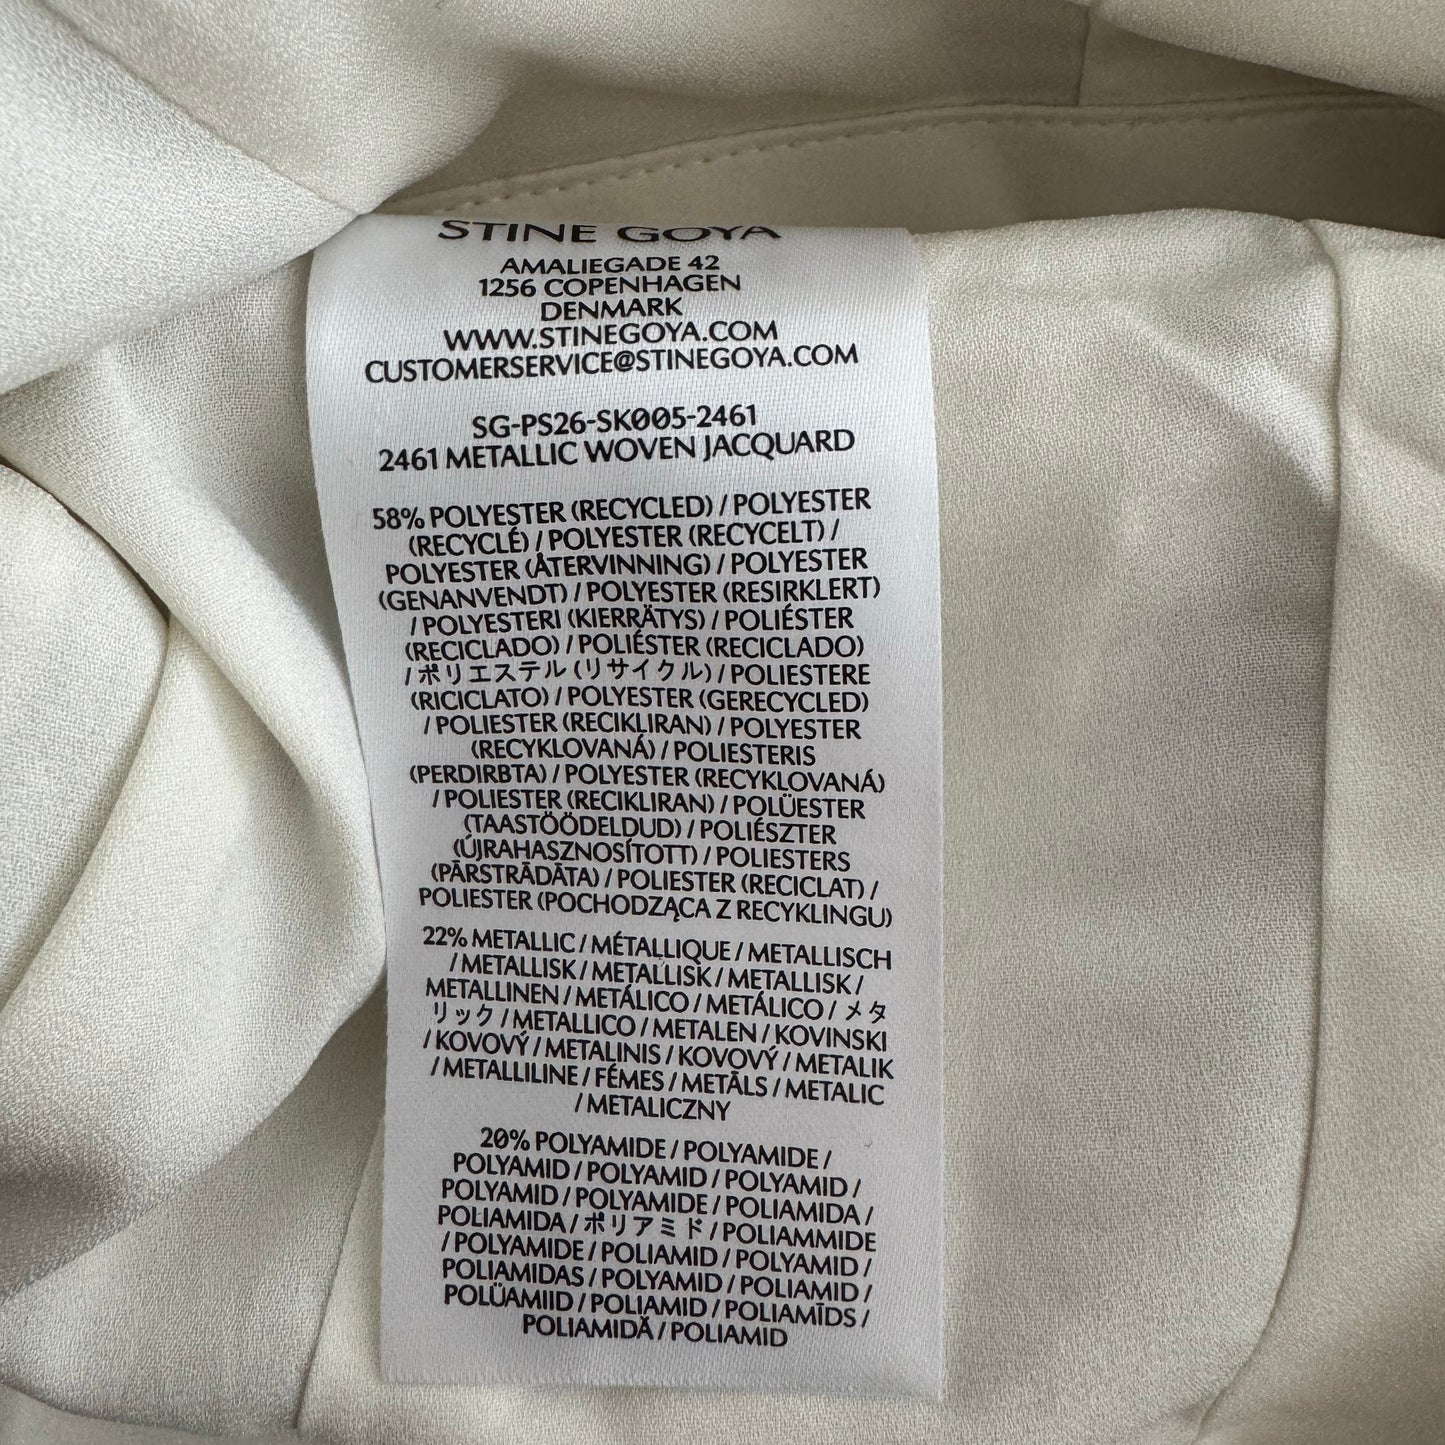 STINE GOYA
AMALIEGADE 42
1256 COPENHAGEN
DENMARK
WWW.STINEGOYA.COM
CUSTOMERSERVICE@STINEGOYA.COM
SG-PS26-SK005-2461
2461 METALLIC WOVEN JACQUARD
58% POLYESTER (RECYCLED) / POLYESTER
(RECYCLÉ) / POLYESTER (RECYCELT) /
POLYESTER (ÅTERVINNING) / POLYESTER
(GENANVENDT) / POLYESTER (RESIRKLERT)
/ POLYESTERI (KIERRÄTYS) / POLIÉSTER
(RECICLADO) / POLIÉSTER (RECICLADO)
/ ポリエステル (リサイクル) / POLIESTERE
(RICICLATO) / POLYESTER (GERECYCLED)
/ POLIESTER (RECIKLIRAN) / POLYESTER
(RECYKLOVANÁ) / POLIESTERIS
(PERDIRBTA) / POLYESTER (RECYKLOVANÁ)
/ POLIESTER (RECIKLIRAN) / POLÜESTER
(TAASTÖÖDELDUD) / POLIÉSZTER
(ÚJRAHASZNOSÍTOTT) / POLIESTERS
(PĀRSTRĀDĀTA) / POLIESTER (RECICLAT) /
POLIESTER (POCHODZĄCA Z RECYKLINGU)
22% METALLIC / MÉTALLIQUE / METALLISCH
/ METALLISK / METALLISK / METALLISK /
METALLINEN / METÁLICO / METÁLICO / メタ
リック / METALLICO / METALEN / KOVINSKI
/ KOVOVÝ / METALINIS / KOVOVÝ / METALIK
/ METALLILINE / FÉMES / METĀLS / METALIC
/ METALICZNY
20% POLYAMIDE / POLYAMIDE /
POLYAMID / POLYAMID / POLYAMID /
POLYAMID / POLYAMIDE / POLIAMIDA /
POLIAMIDA / ポリアミド / POLIAMMIDE
/ POLYAMIDE / POLIAMID / POLYAMID /
POLIAMIDAS / POLYAMID / POLIAMID /
POLÜAMIID / POLIAMID / POLIAMĪDS /
POLIAMIDĂ / POLIAMID